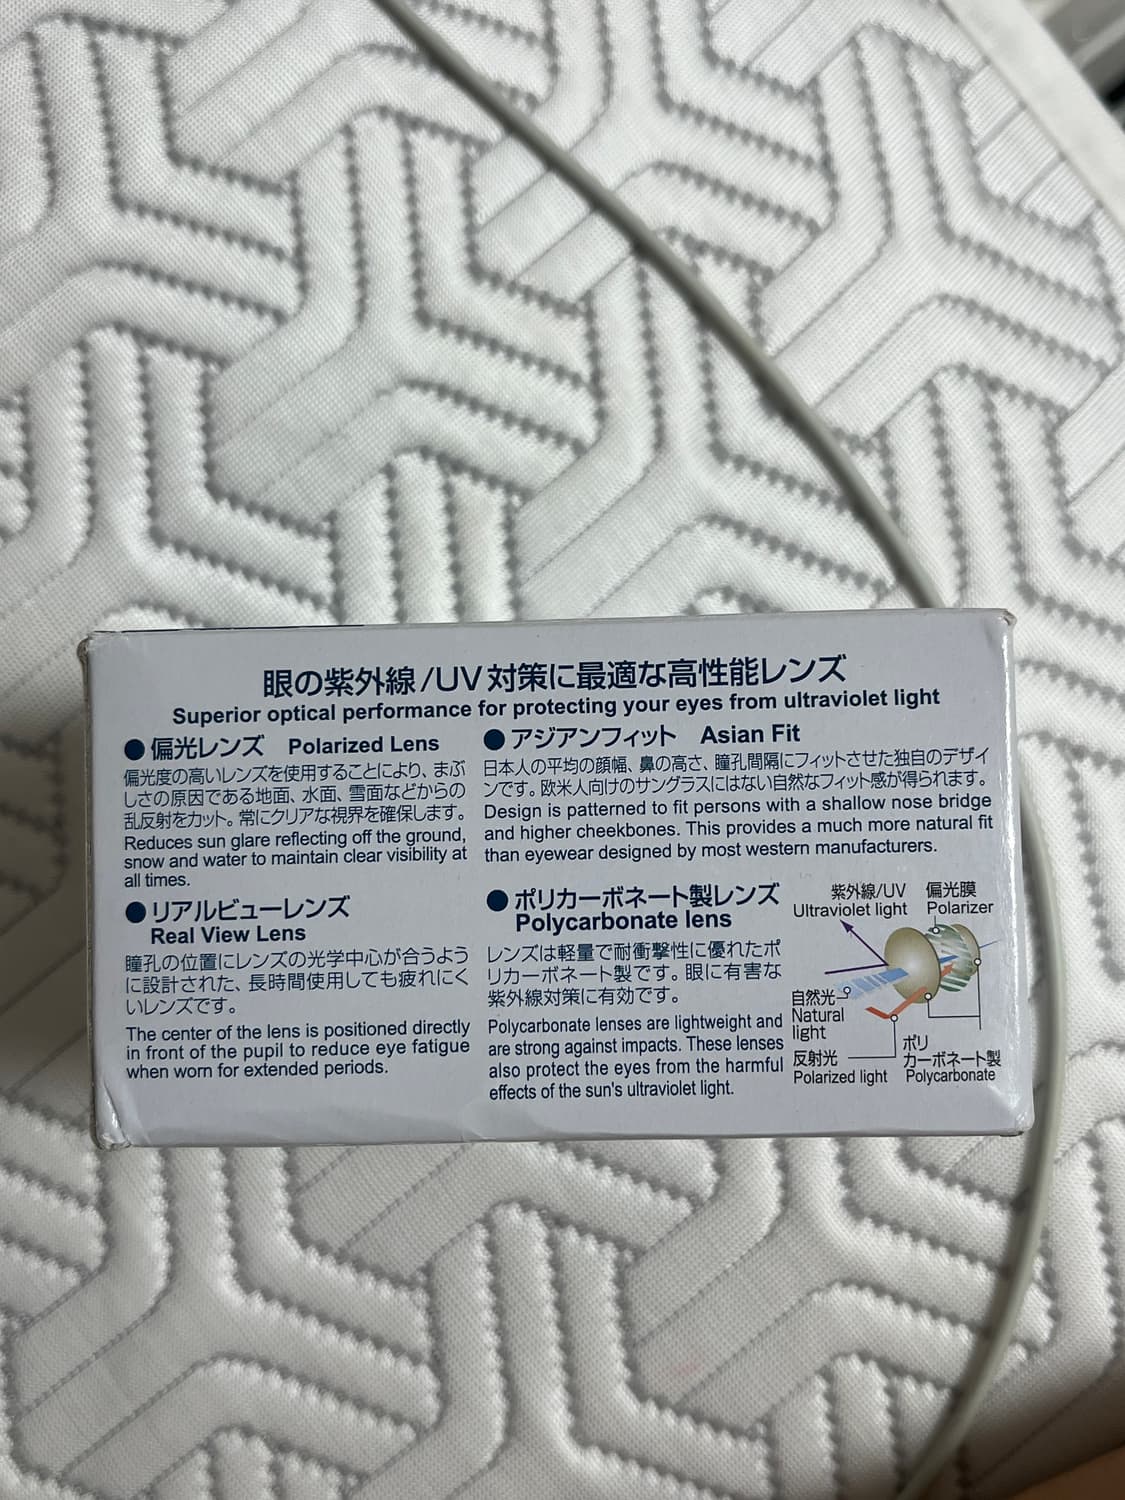 眼の紫外線/UV対策に最適な高性能レンズ
Superior optical performance for protecting your eyes from ultraviolet light
●偏光レンズ Polarized Lens
偏光度の高いレンズを使用することにより、まぶ
しさの原因である地面、水面、雪面などからの
乱反射をカット。常にクリアな視界を確保します。
Reduces sun glare reflecting off the ground,
snow and water to maintain clear visibility at
all times.
●アジアンフィット Asian Fit
日本人の平均の顔幅、鼻の高さ、瞳孔間隔にフィットさせた独自のデザイ
ンです。欧米人向けのサングラスにはない自然なフィット感が得られます。
Design is patterned to fit persons with a shallow nose bridge
and higher cheekbones. This provides a much more natural fit
than eyewear designed by most western manufacturers.
●リアルビューレンズ
Real View Lens
瞳孔の位置にレンズの光学中心が合うよう
に設計された、長時間使用しても疲れにく
いレンズです。
The center of the lens is positioned directly
in front of the pupil to reduce eye fatigue
when worn for extended periods.
●ポリカーボネート製レンズ
Polycarbonate lens
レンズは軽量で耐衝撃性に優れたポ
リカーボネート製です。眼に有害な
紫外線対策に有効です。
Polycarbonate lenses are lightweight and
are strong against impacts. These lenses
also protect the eyes from the harmful
effects of the sun's ultraviolet light.
紫外線/UV
Ultraviolet light
偏光膜
Polarizer
自然光
Natural
light
反射光
Polarized light
ポリ
カーボネート製
Polycarbonate